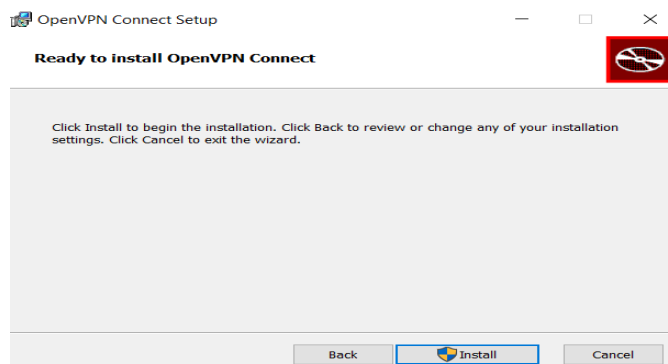 OpenVPN Connect Setup
Ready to install OpenVPN Connect
Click Install to begin the installation. Click Back to review or change any of your installation
settings. Click Cancel to exit the wizard.
Back Install Cancel